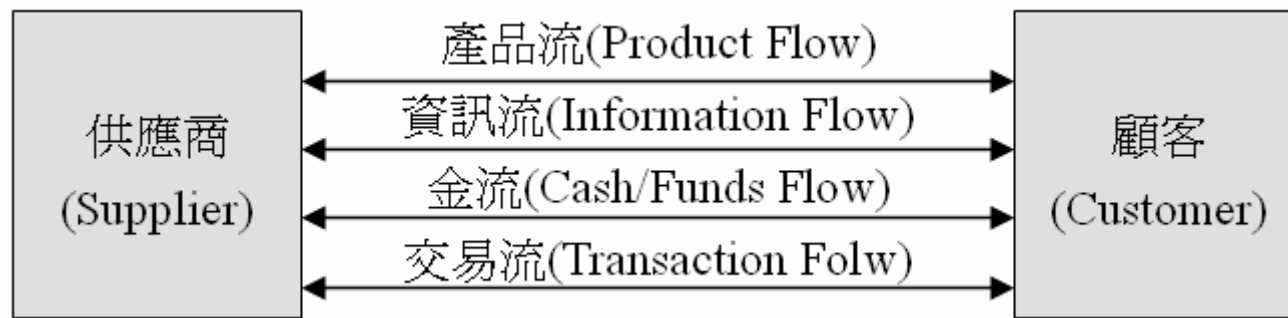 供應商
(Supplier)
產品流(Product Flow)
資訊流(Information Flow)
金流(Cash/Funds Flow)
交易流(Transaction Folw)
顧客
(Customer)